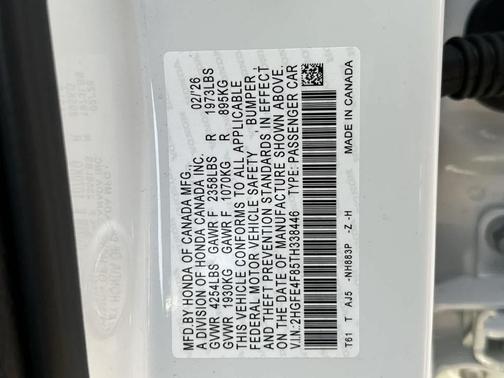 MFD. BY HONDA OF CANADA MFG. 02/'26
A DIVISION OF HONDA CANADA INC.
GVWR 4254LBS GAWR F 2358LBS R 1973LBS
GVWR 1930KG GAWR F 1070KG R 895KG
THIS VEHICLE CONFORMS TO ALL APPLICABLE
FEDERAL MOTOR VEHICLE SAFETY , BUMPER ,
AND THEFT PREVENTION STANDARDS IN EFFECT
ON THE DATE OF MANUFACTURE SHOWN ABOVE.
V.I.N:2HGFE4F85TH338446 TYPE: PASSENGER CAR
T61 T AJ5 -NH883P -Z -H MADE IN CANADA